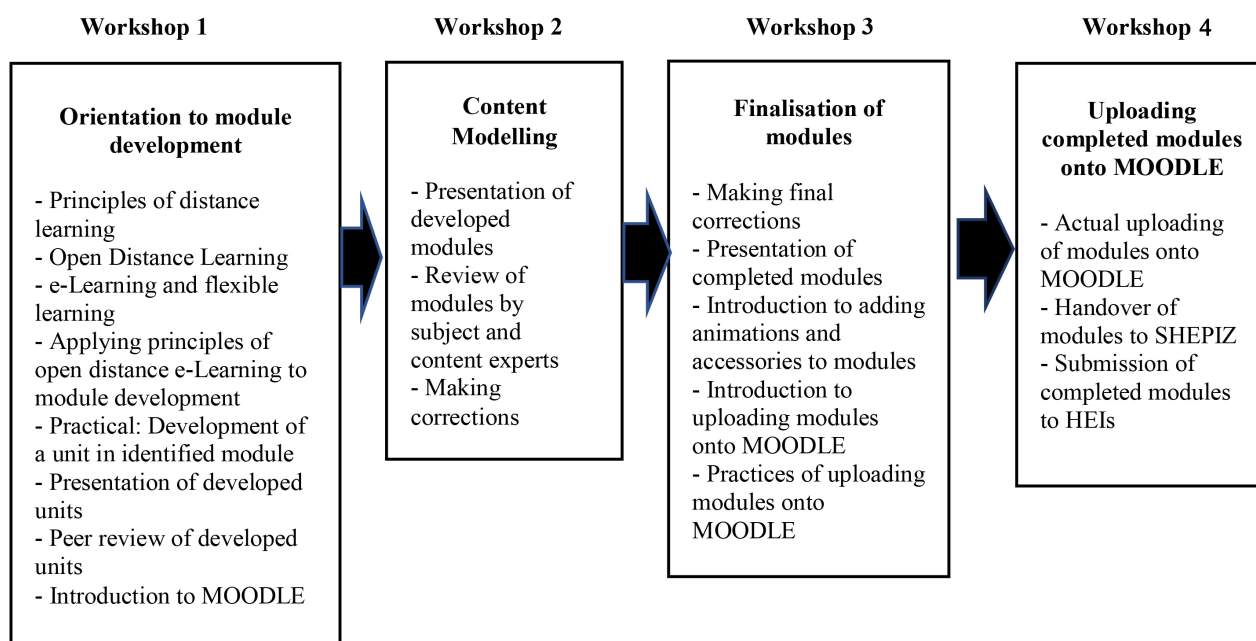 Workshop 1
Orientation to module
development
- Principles of distance
learning
- Open Distance Learning
- e-Learning and flexible
learning
- Applying principles of
open distance e-Learning to
module development
- Practical: Development of
a unit in identified module
- Presentation of developed
units
- Peer review of developed
units
- Introduction to MOODLE
Workshop 2
Content
Modelling
- Presentation of
developed
modules
- Review of
modules by
subject and
content experts
- Making
corrections
Workshop 3
Finalisation of
modules
- Making final
corrections
- Presentation of
completed modules
- Introduction to adding
animations and
accessories to modules
- Introduction to
uploading modules
onto MOODLE
- Practices of uploading
modules onto
MOODLE
Workshop 4
Uploading
completed modules
onto MOODLE
- Actual uploading
of modules onto
MOODLE
- Handover of
modules to SHEPIZ
- Submission of
completed modules
to HEIs